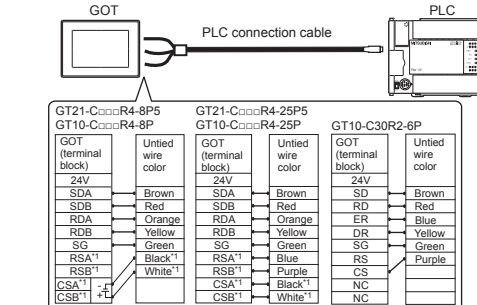 GOT
PLC
PLC connection cable
MITSUBISHI
GT21-C□□□R4-8P5
GT10-C□□□R4-8P
GOT (terminal block) Untied wire color
24V
SDA Brown
SDB Red
RDA Orange
RDB Yellow
SG Green
RSA*1 Black*1
RSB*1 White*1
CSA*1 -
CSB*1 +
GT21-C□□□R4-25P5
GT10-C□□□R4-25P
GOT (terminal block) Untied wire color
24V
SDA Brown
SDB Red
RDA Orange
RDB Yellow
SG Green
RSA*1 Blue
RSB*1 Purple
CSA*1 Black*1
CSB*1 White*1
GT10-C30R2-6P
GOT (terminal block) Untied wire color
24V
SD Brown
RD Red
ER Blue
DR Yellow
SG Green
RS Purple
CS
NC
NC